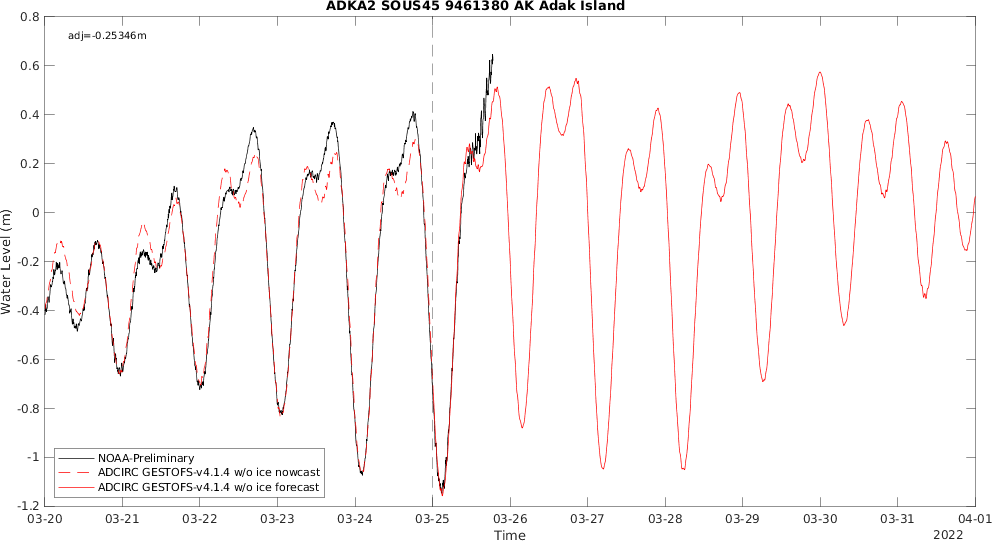 ADKA2 SOUS45 9461380 AK Adak Island
adj=-0.25346m
0.8
0.6
0.4
0.2
0
-0.2
-0.4
-0.6
-0.8
-1
-1.2
Water Level (m)
NOAA-Preliminary
ADCIRC GESTOFS-v4.1.4 w/o ice nowcast
ADCIRC GESTOFS-v4.1.4 w/o ice forecast
03-20 03-21 03-22 03-23 03-24 03-25 03-26 03-27 03-28 03-29 03-30 03-31 04-01
Time
2022